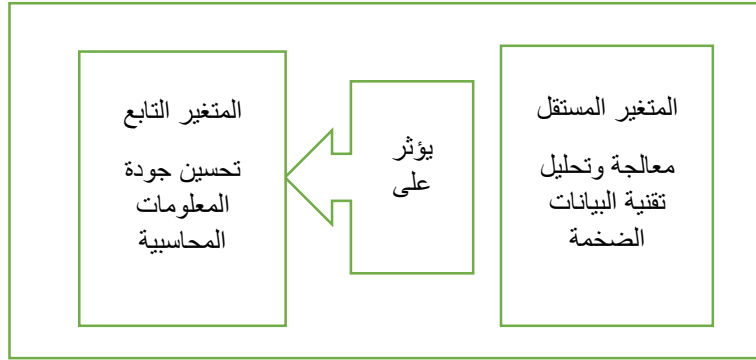 المتغير المستقل
معالجة وتحليل
تقنية البيانات
الضخمة
يؤثر
على
المتغير التابع
تحسين جودة
المعلومات
المحاسبية